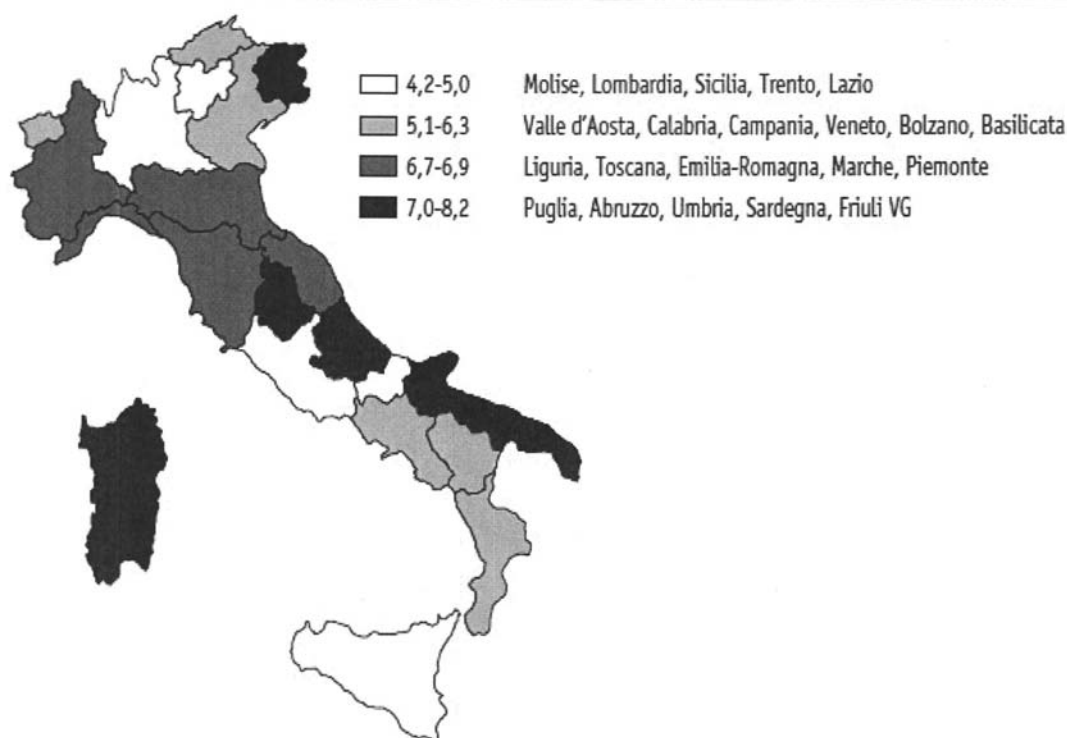 4,2-5,0 Molise, Lombardia, Sicilia, Trento, Lazio
5,1-6,3 Valle d'Aosta, Calabria, Campania, Veneto, Bolzano, Basilicata
6,7-6,9 Liguria, Toscana, Emilia-Romagna, Marche, Piemonte
7,0-8,2 Puglia, Abruzzo, Umbria, Sardegna, Friuli VG